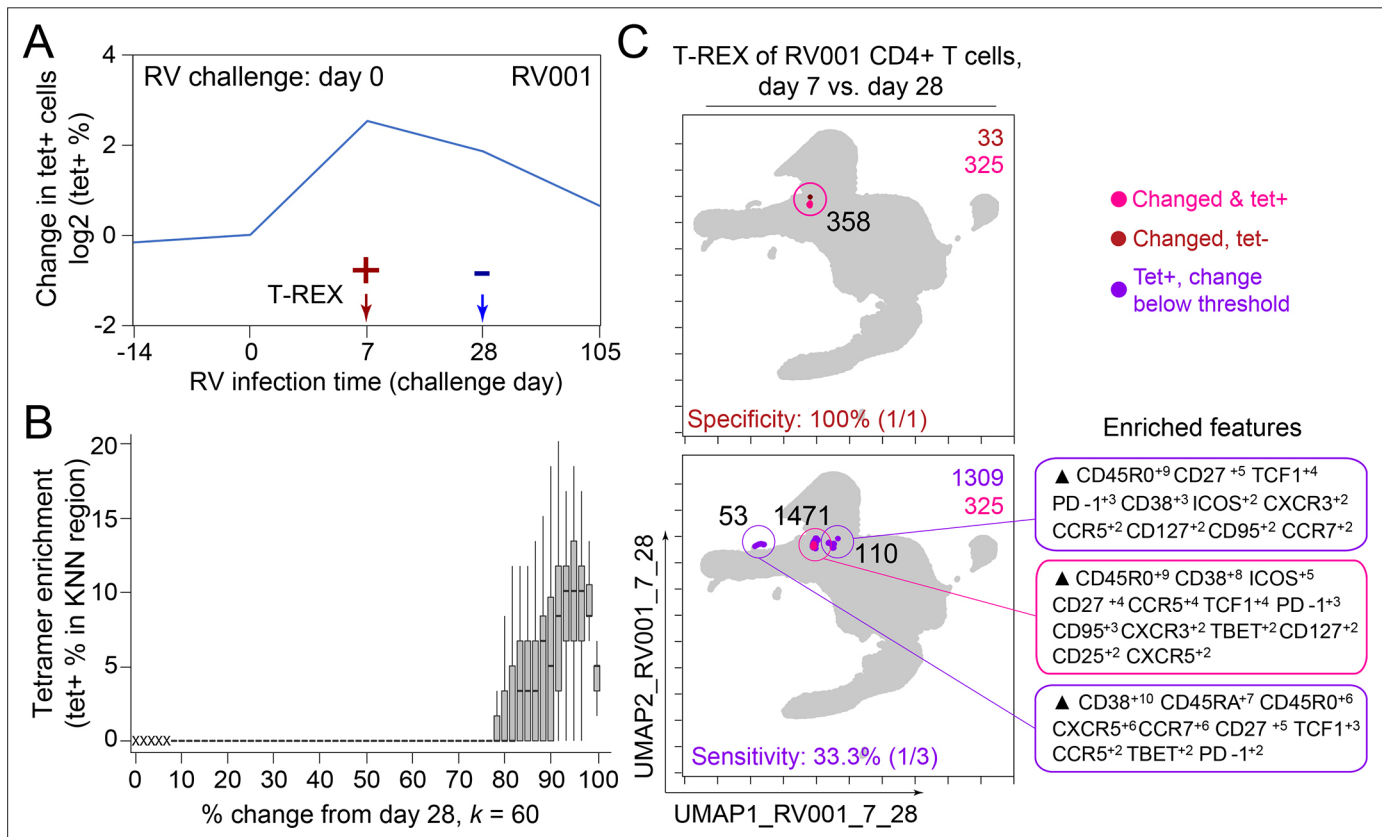 A
Change in tet+ cells
log2 (tet+ %)
4
2
0
-2
RV challenge: day 0
RV001
T-REX
+
-
-14
0
7
28
105
RV infection time (challenge day)
B
Tetramer enrichment
(tet+ % in KNN region)
20
15
10
5
0
XXXXX
0
10
20
30
40
50
60
70
80
90
100
% change from day 28, k = 60
C
T-REX of RV001 CD4+ T cells,
day 7 vs. day 28
33
325
358
Specificity: 100% (1/1)
Changed & tet+
Changed, tet-
Tet+, change
below threshold
1309
325
53
1471
110
Sensitivity: 33.3% (1/3)
UMAP2_RV001_7_28
UMAP1_RV001_7_28
Enriched features
▲ CD45R0+9 CD27 +5 TCF1+4
PD -1+3 CD38+3 ICOS+2 CXCR3+2
CCR5+2 CD127+2 CD95+2 CCR7+2
▲ CD45R0+9 CD38+8 ICOS+5
CD27 +4 CCR5+4 TCF1+4 PD -1+3
CD95+3 CXCR3+2 TBET+2 CD127+2
CD25+2 CXCR5+2
▲ CD38+10 CD45RA+7 CD45R0+6
CXCR5+6 CCR7+6 CD27 +5 TCF1+3
CCR5+2 TBET+2 PD -1+2